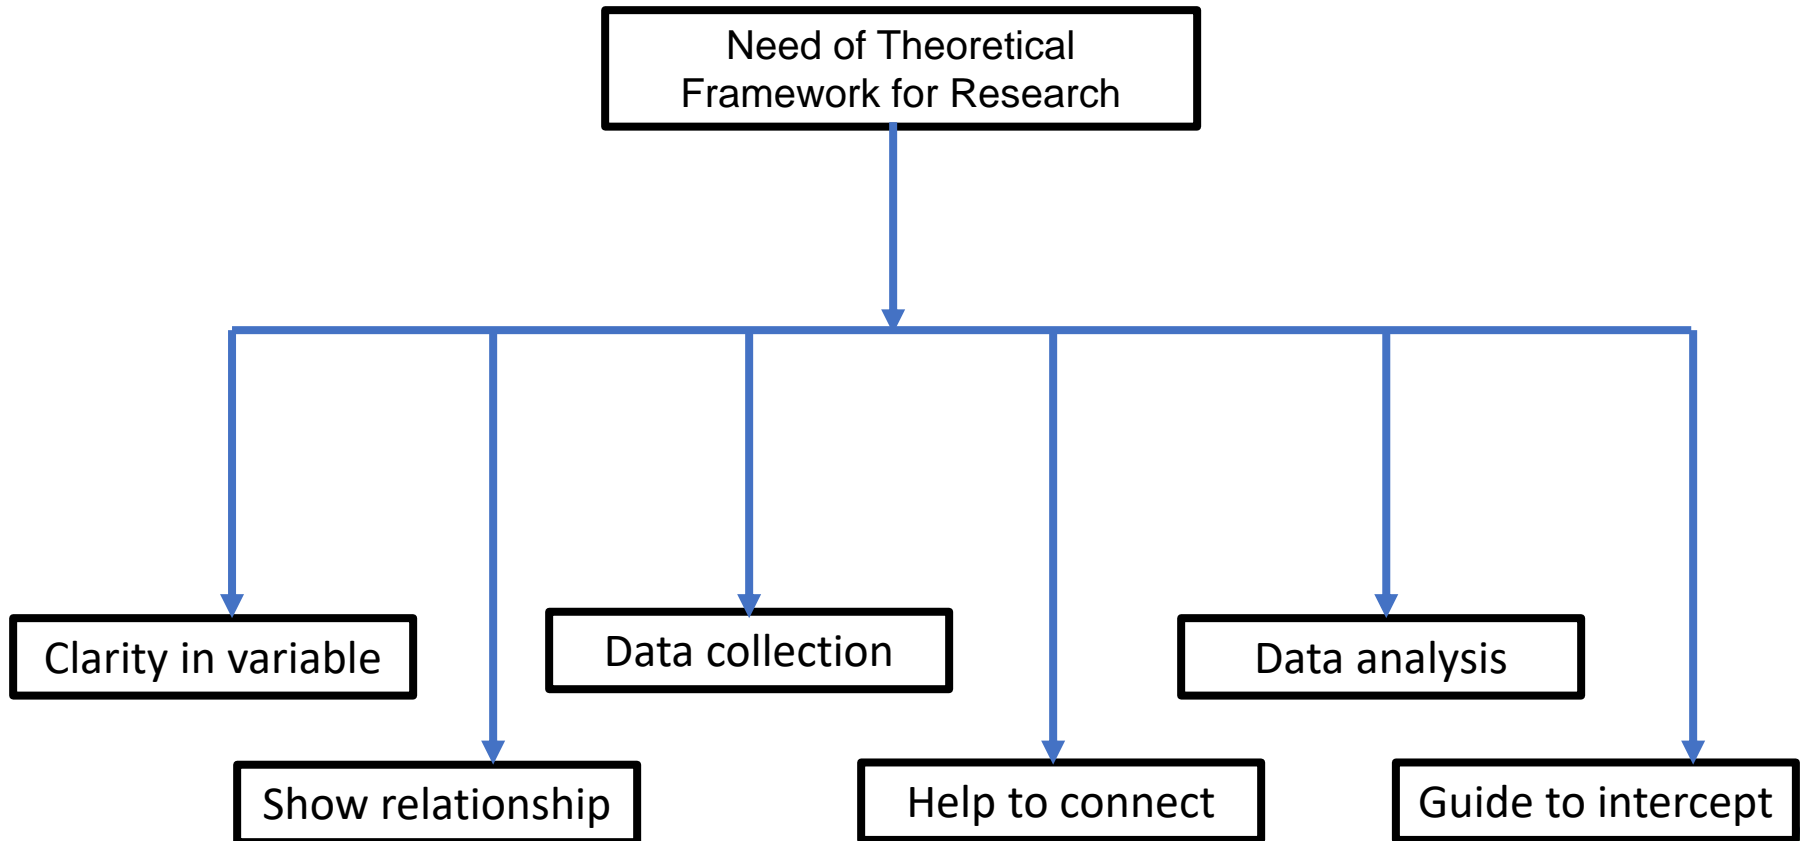 Need of Theoretical
Framework for Research
Clarity in variable
Data collection
Data analysis
Show relationship
Help to connect
Guide to intercept